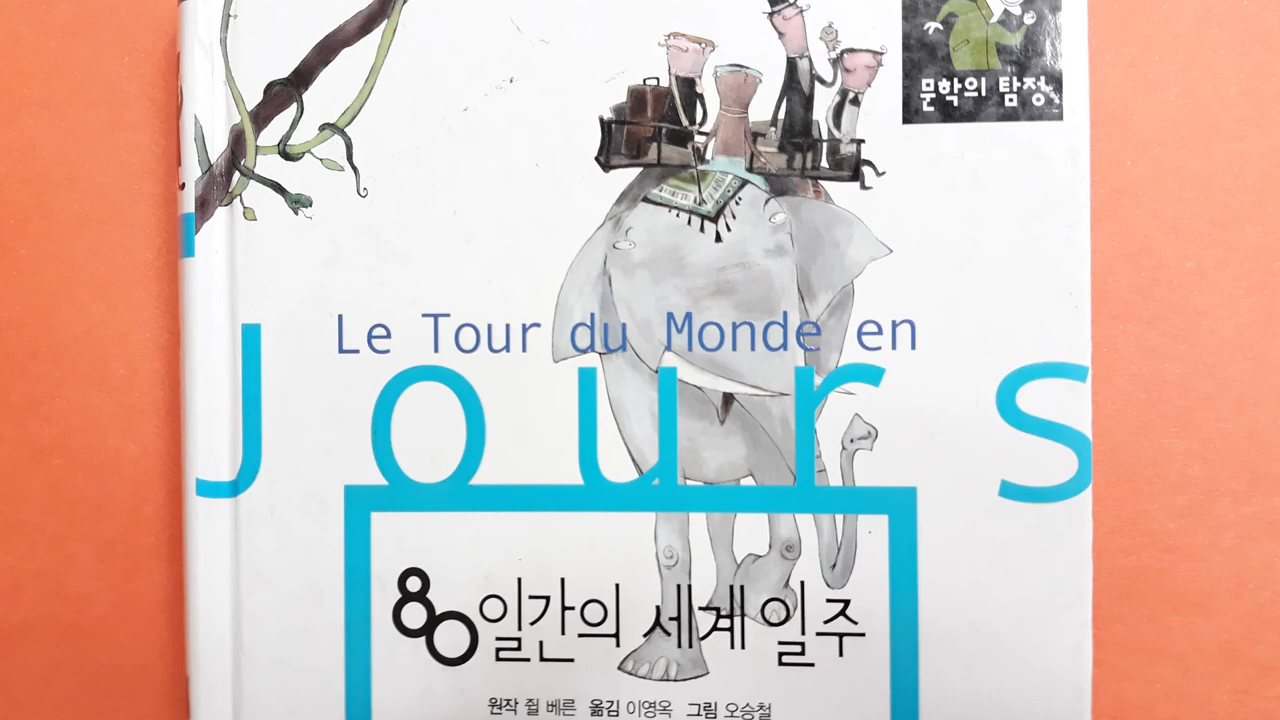 문학의 탐정
Le Tour du Monde en
Jours
80일간의 세계 일주
원작 쥘 베른 옮김 이영옥 그림 오승철